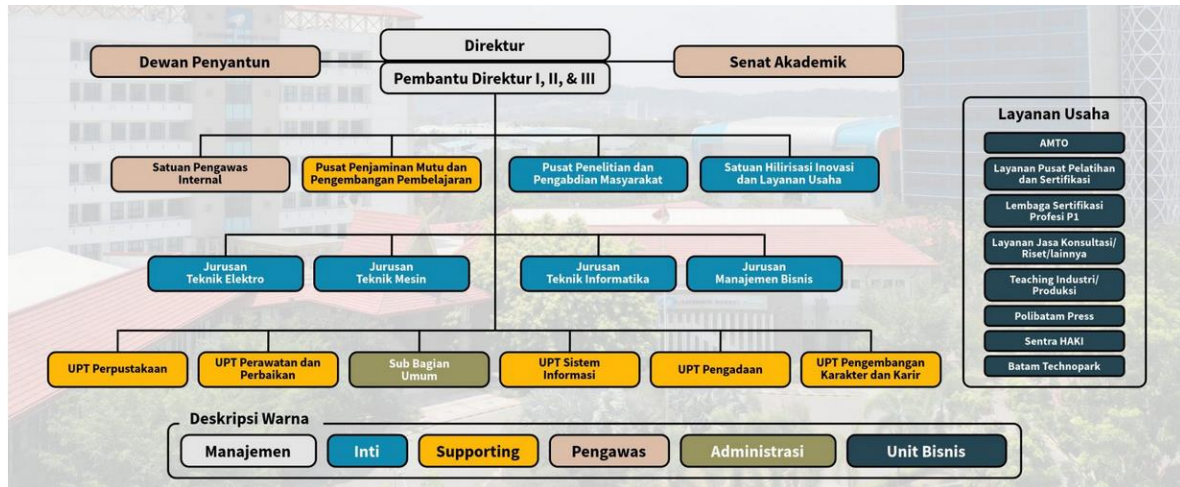 Direktur
Dewan Penyantun
Senat Akademik
Pembantu Direktur I, II, & III
Satuan Pengawas
Internal
Pusat Penjaminan Mutu dan
Pengembangan Pembelajaran
Pusat Penelitian dan
Pengabdian Masyarakat
Satuan Hilirisasi Inovasi
dan Layanan Usaha
Jurusan
Teknik Elektro
Jurusan
Teknik Mesin
Jurusan
Teknik Informatika
Jurusan
Manajemen Bisnis
UPT Perpustakaan
UPT Perawatan dan
Perbaikan
Sub Bagian
Umum
UPT Sistem
Informasi
UPT Pengadaan
UPT Pengembangan
Karakter dan Karir
Layanan Usaha
AMTO
Layanan Pusat Pelatihan
dan Sertifikasi
Lembaga Sertifikasi
Profesi P1
Layanan Jasa Konsultasi/
Riset/lainnya
Teaching Industri/
Produksi
Polibatam Press
Sentra HAKI
Batam Technopark
Deskripsi Warna
Manajemen
Inti
Supporting
Pengawas
Administrasi
Unit Bisnis